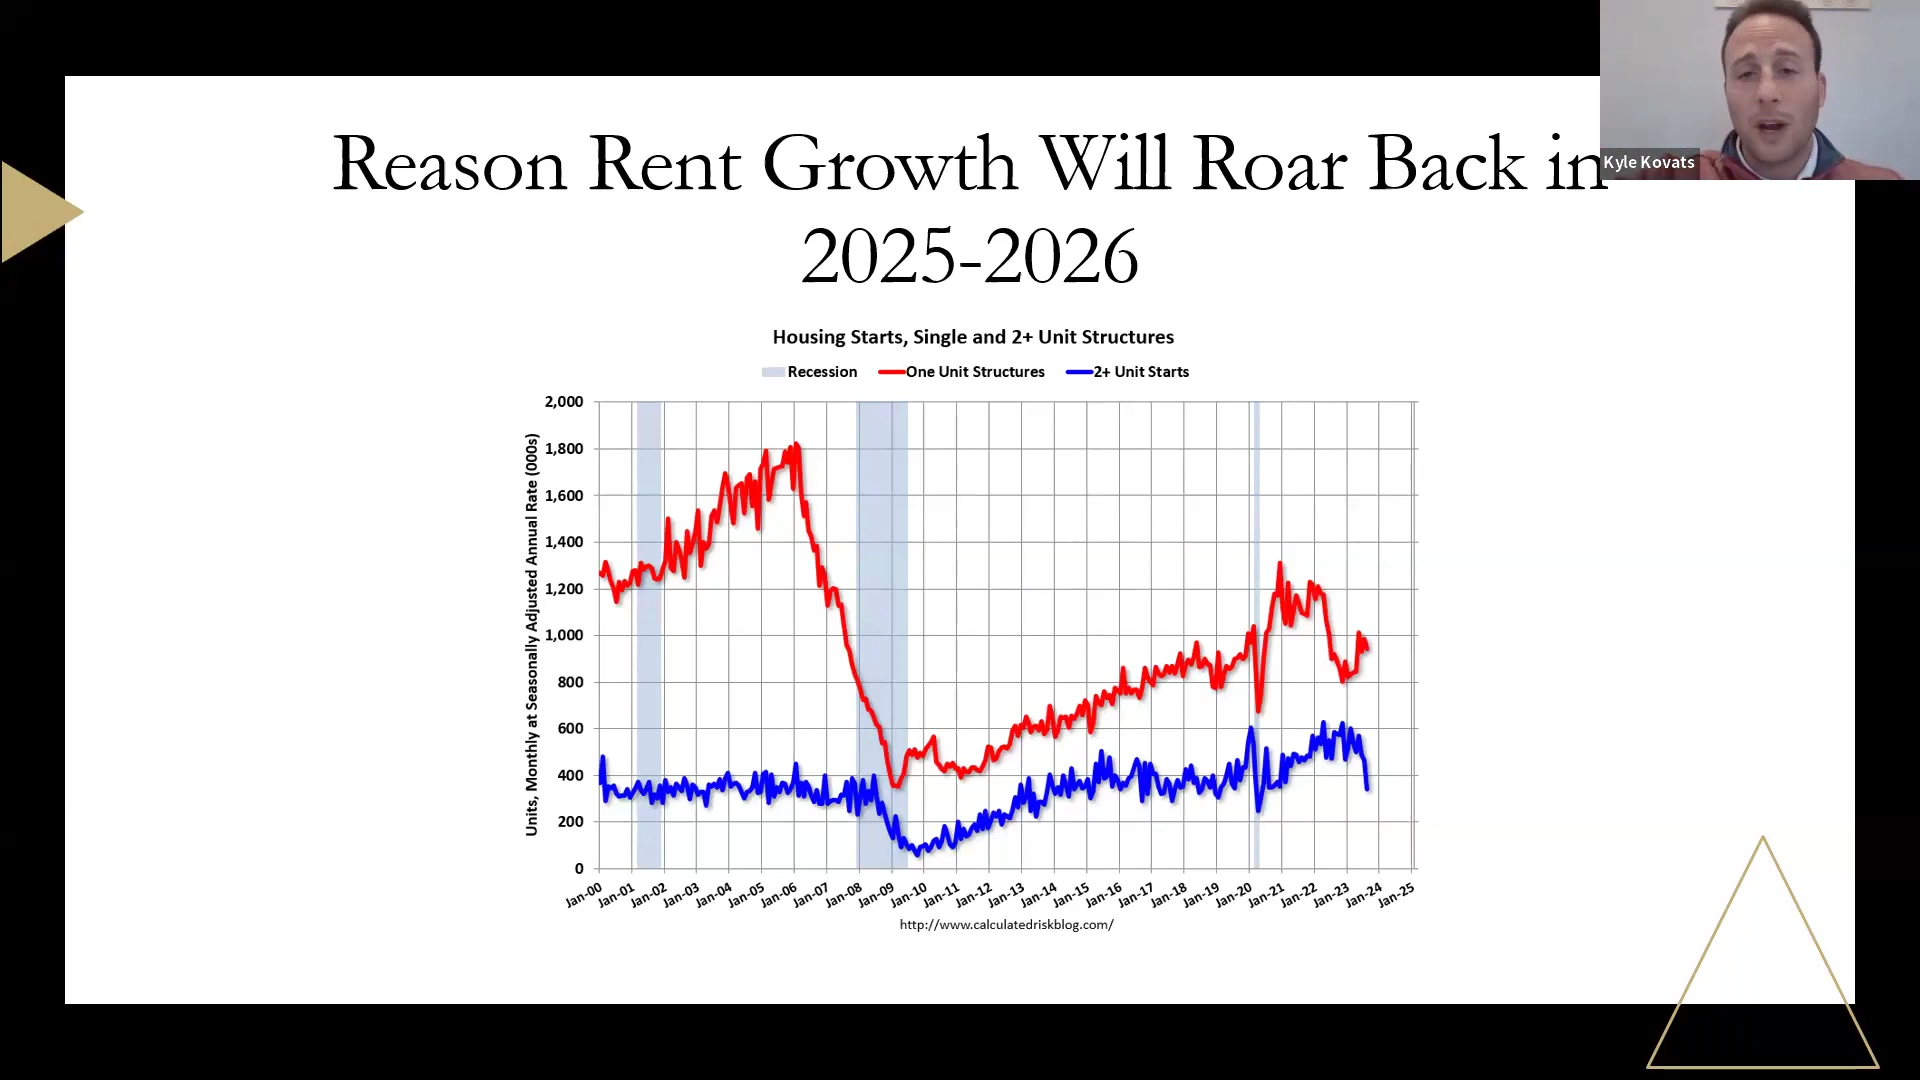 Reason Rent Growth Will Roar Back in
2025-2026
Kyle Kovats
Housing Starts, Single and 2+ Unit Structures
Recession One Unit Structures 2+ Unit Starts
Units, Monthly at Seasonally Adjusted Annual Rate (000s)
2,000
1,800
1,600
1,400
1,200
1,000
800
600
400
200
0
Jan-00 Jan-01 Jan-02 Jan-03 Jan-04 Jan-05 Jan-06 Jan-07 Jan-08 Jan-09 Jan-10 Jan-11 Jan-12 Jan-13 Jan-14 Jan-15 Jan-16 Jan-17 Jan-18 Jan-19 Jan-20 Jan-21 Jan-22 Jan-23 Jan-24 Jan-25
http://www.calculatedriskblog.com/